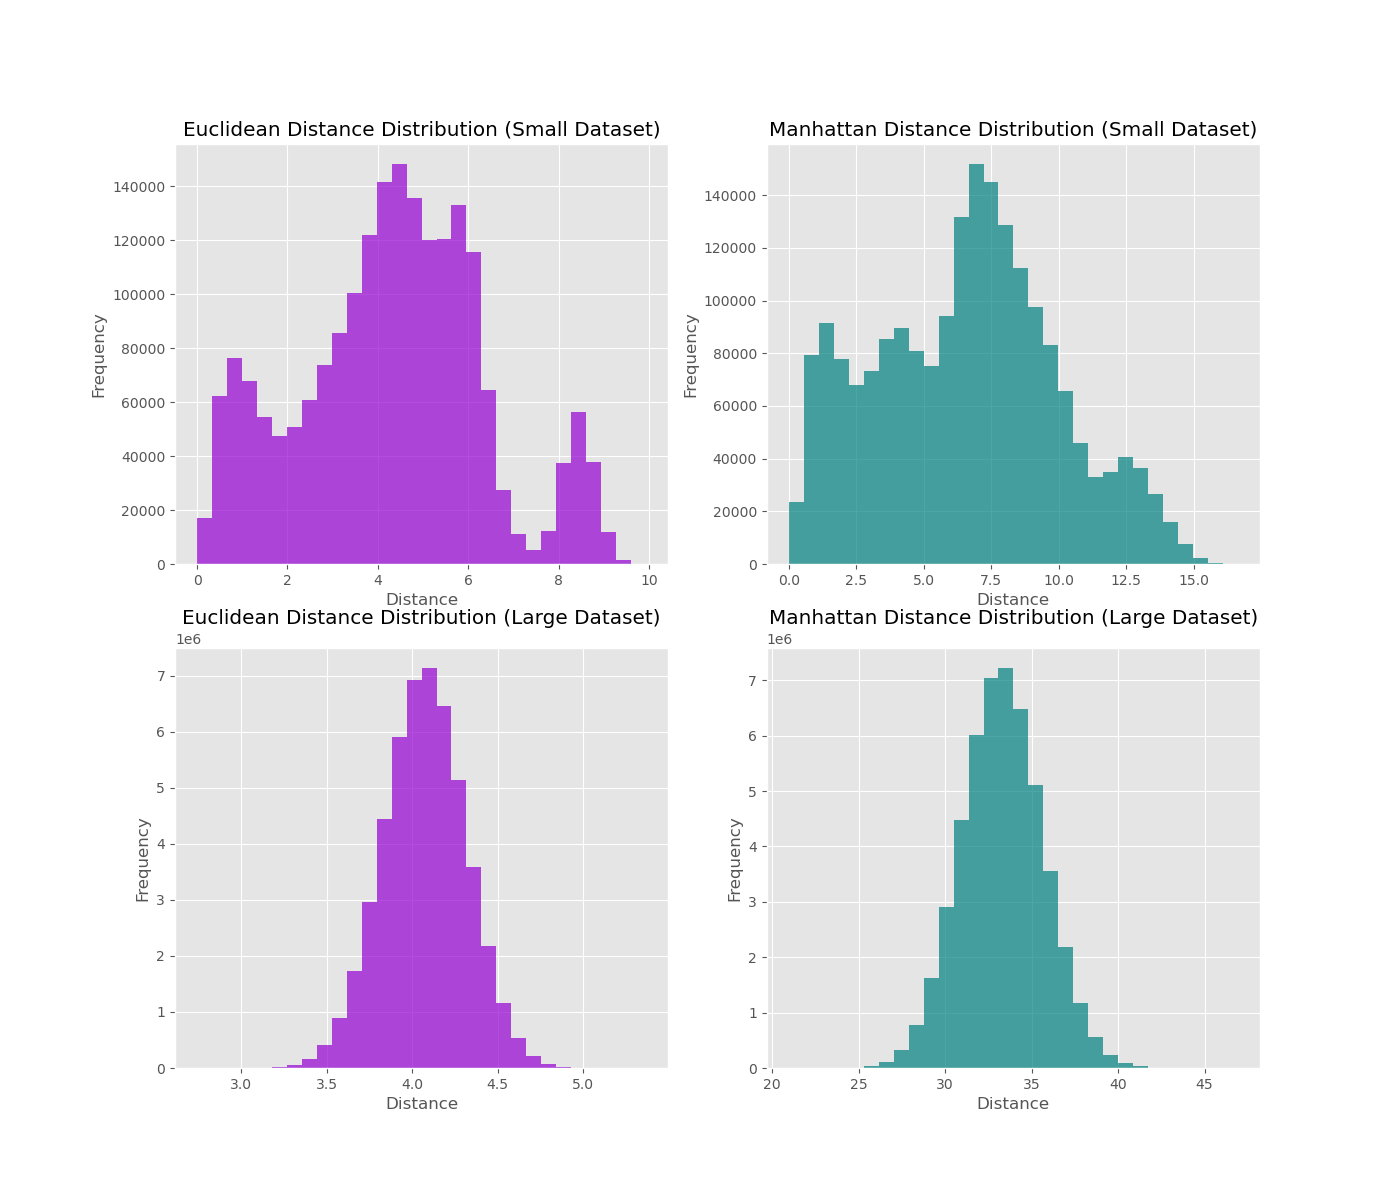 Euclidean Distance Distribution (Small Dataset)
Frequency
140000
120000
100000
80000
60000
40000
20000
0
0 2 4 6 8 10
Distance
Manhattan Distance Distribution (Small Dataset)
Frequency
140000
120000
100000
80000
60000
40000
20000
0
0.0 2.5 5.0 7.5 10.0 12.5 15.0
Distance
Euclidean Distance Distribution (Large Dataset)
1e6
Frequency
7
6
5
4
3
2
1
0
3.0 3.5 4.0 4.5 5.0
Distance
Manhattan Distance Distribution (Large Dataset)
1e6
Frequency
7
6
5
4
3
2
1
0
20 25 30 35 40 45
Distance